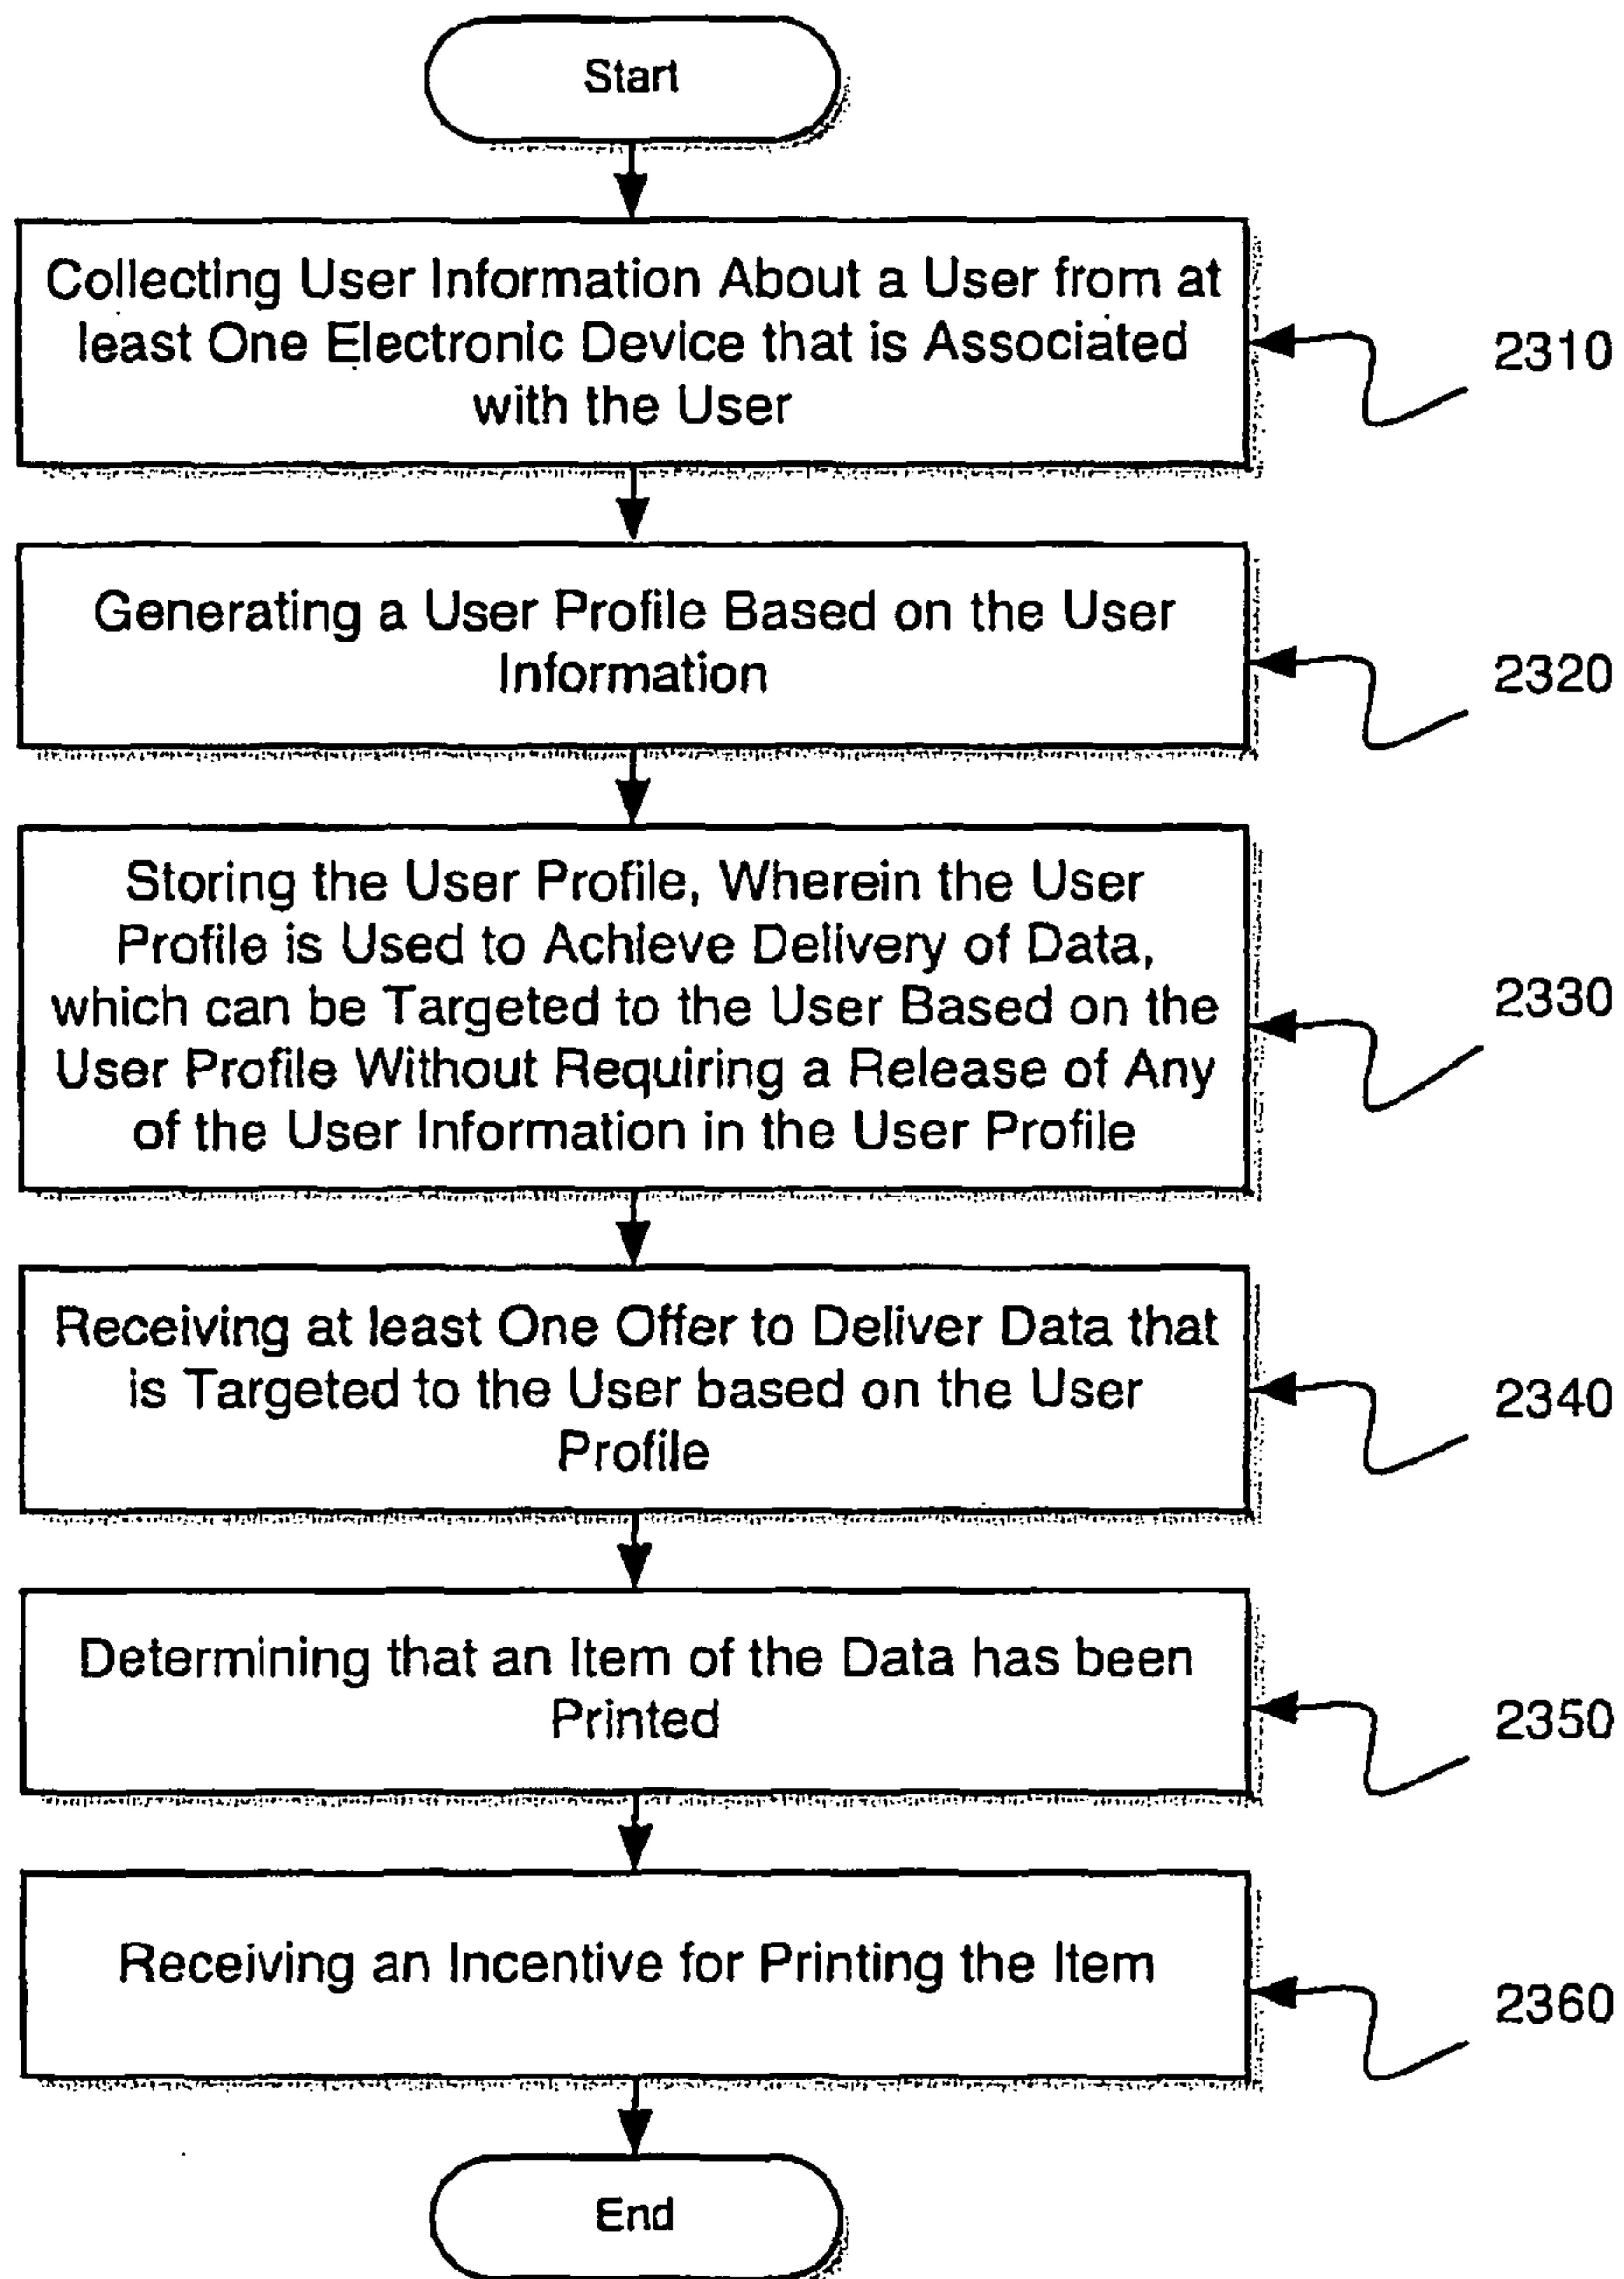 Start
Collecting User Information About a User from at
least One Electronic Device that is Associated
with the User
2310
Generating a User Profile Based on the User
Information
2320
Storing the User Profile, Wherein the User
Profile is Used to Achieve Delivery of Data,
which can be Targeted to the User Based on the
User Profile Without Requiring a Release of Any
of the User Information in the User Profile
2330
Receiving at least One Offer to Deliver Data that
is Targeted to the User based on the User
Profile
2340
Determining that an Item of the Data has been
Printed
2350
Receiving an Incentive for Printing the Item
2360
End